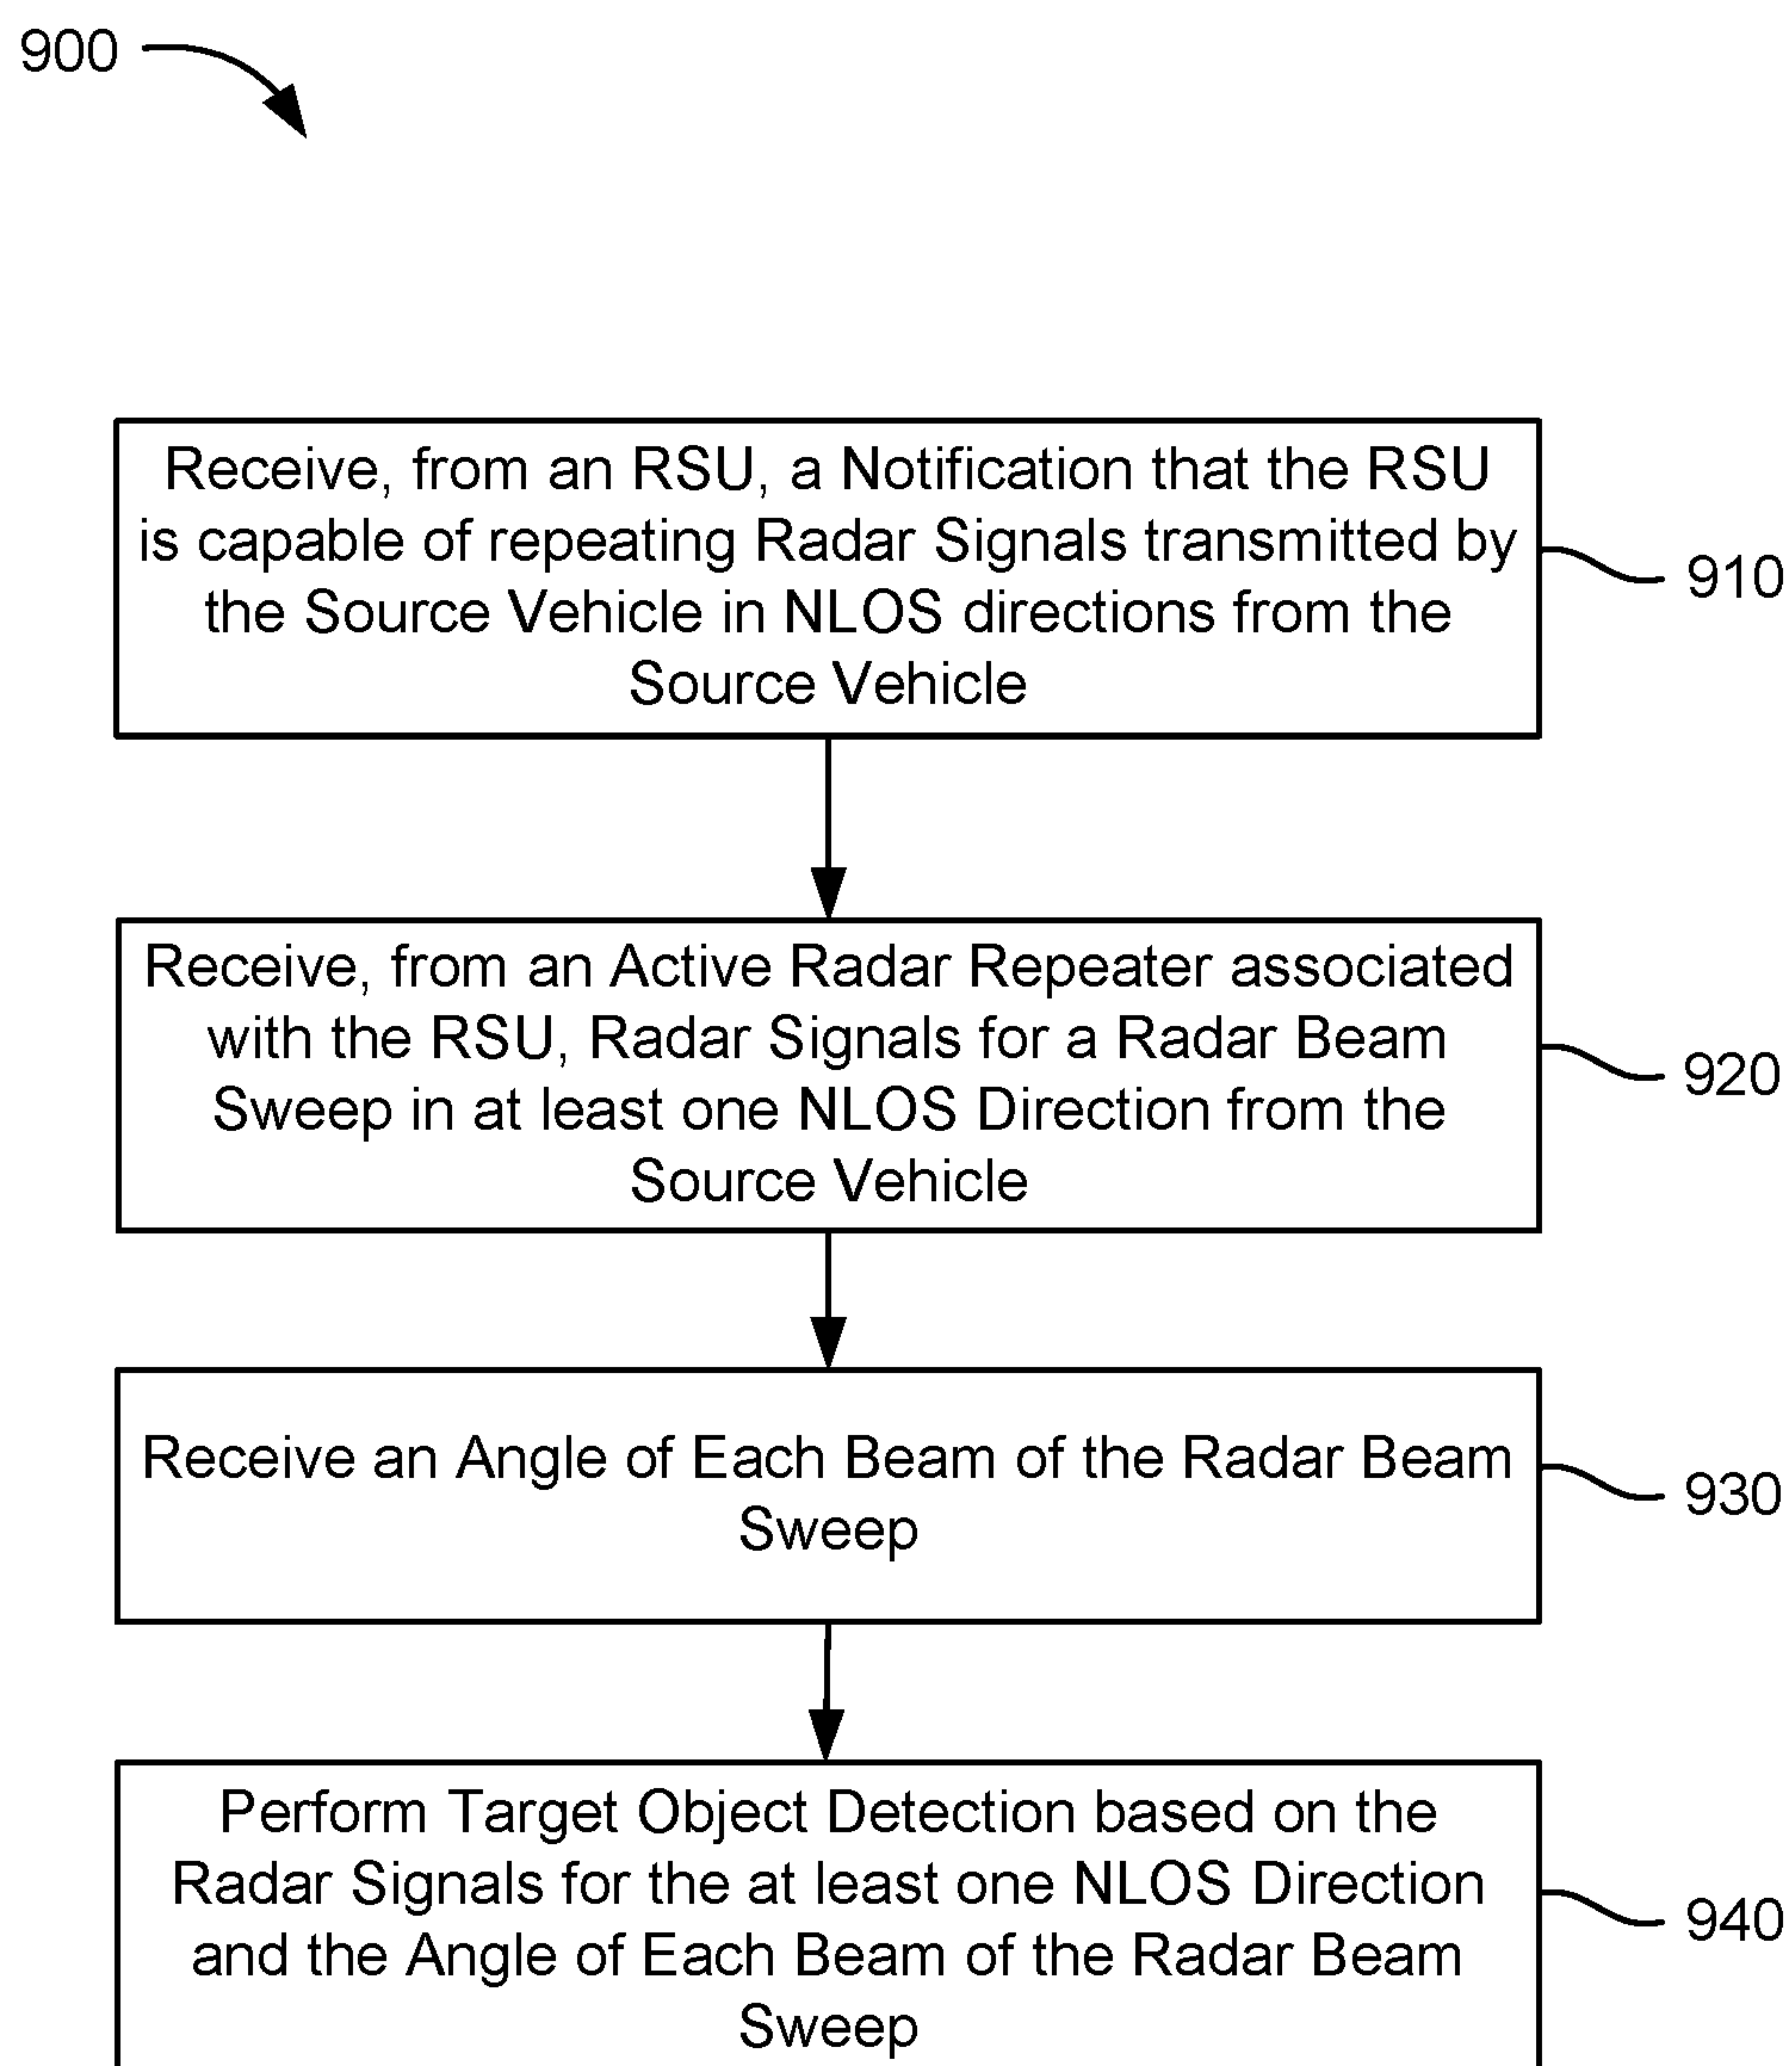 900
Receive, from an RSU, a Notification that the RSU
is capable of repeating Radar Signals transmitted by
the Source Vehicle in NLOS directions from the
Source Vehicle
910
Receive, from an Active Radar Repeater associated
with the RSU, Radar Signals for a Radar Beam
Sweep in at least one NLOS Direction from the
Source Vehicle
920
Receive an Angle of Each Beam of the Radar Beam
Sweep
930
Perform Target Object Detection based on the
Radar Signals for the at least one NLOS Direction
and the Angle of Each Beam of the Radar Beam
Sweep
940